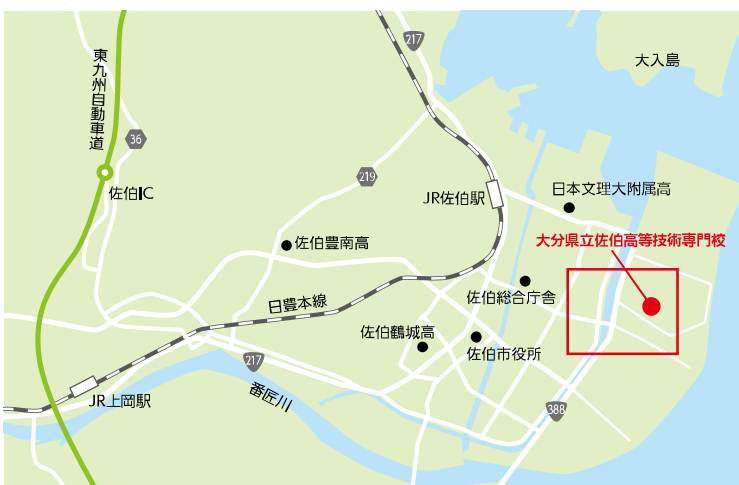 217
大入島
東九州自動車道
36
219
佐伯IC
JR佐伯駅
日本文理大附属高
大分県立佐伯高等技術専門校
佐伯豊南高
佐伯総合庁舎
日豊本線
佐伯鶴城高
佐伯市役所
217
番匠川
JR上岡駅
388